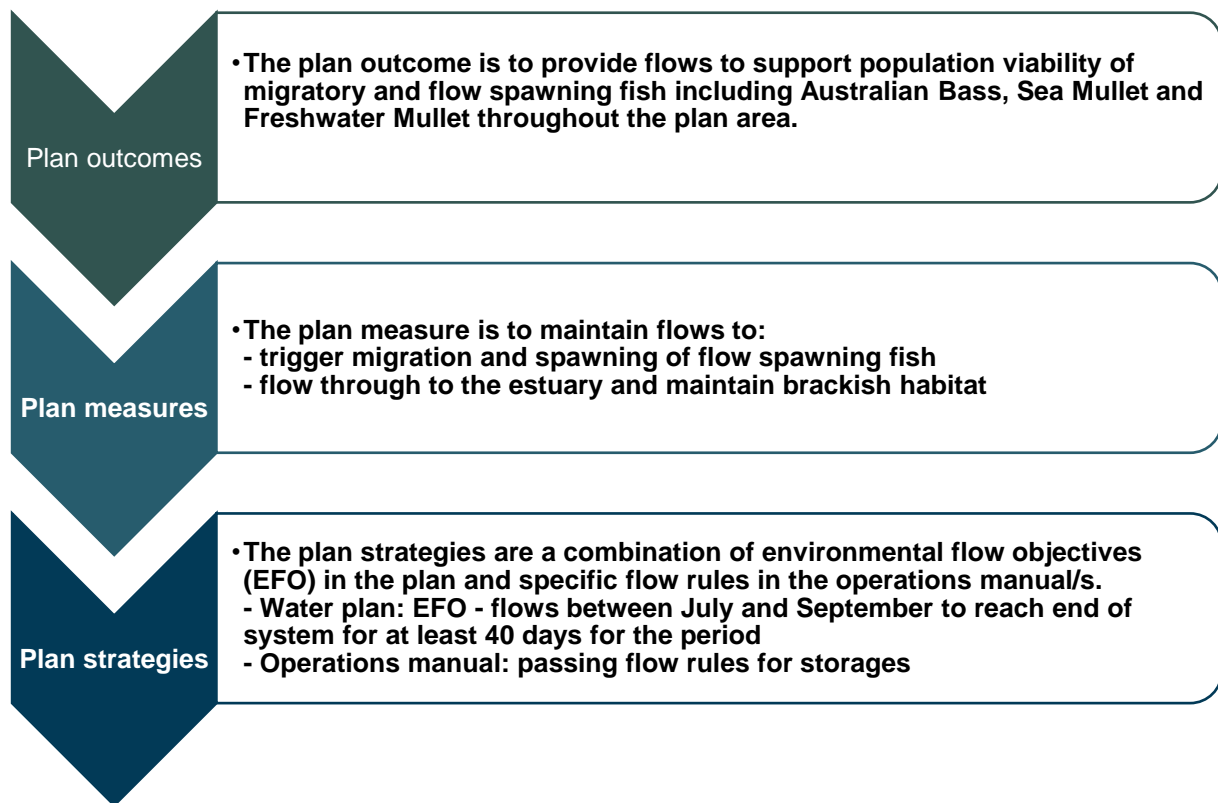 Plan outcomes
•The plan outcome is to provide flows to support population viability of
migratory and flow spawning fish including Australian Bass, Sea Mullet and
Freshwater Mullet throughout the plan area.
Plan measures
•The plan measure is to maintain flows to:
- trigger migration and spawning of flow spawning fish
- flow through to the estuary and maintain brackish habitat
Plan strategies
•The plan strategies are a combination of environmental flow objectives
(EFO) in the plan and specific flow rules in the operations manual/s.
- Water plan: EFO - flows between July and September to reach end of
system for at least 40 days for the period
- Operations manual: passing flow rules for storages